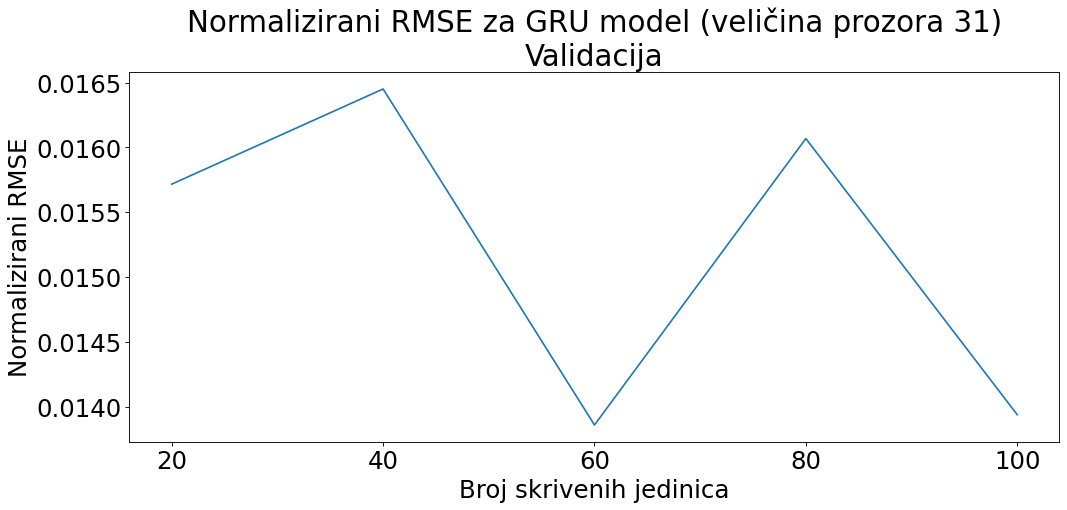 Normalizirani RMSE za GRU model (veličina prozora 31)
Validacija
Normalizirani RMSE
0.0165
0.0160
0.0155
0.0150
0.0145
0.0140
20 40 60 80 100
Broj skrivenih jedinica